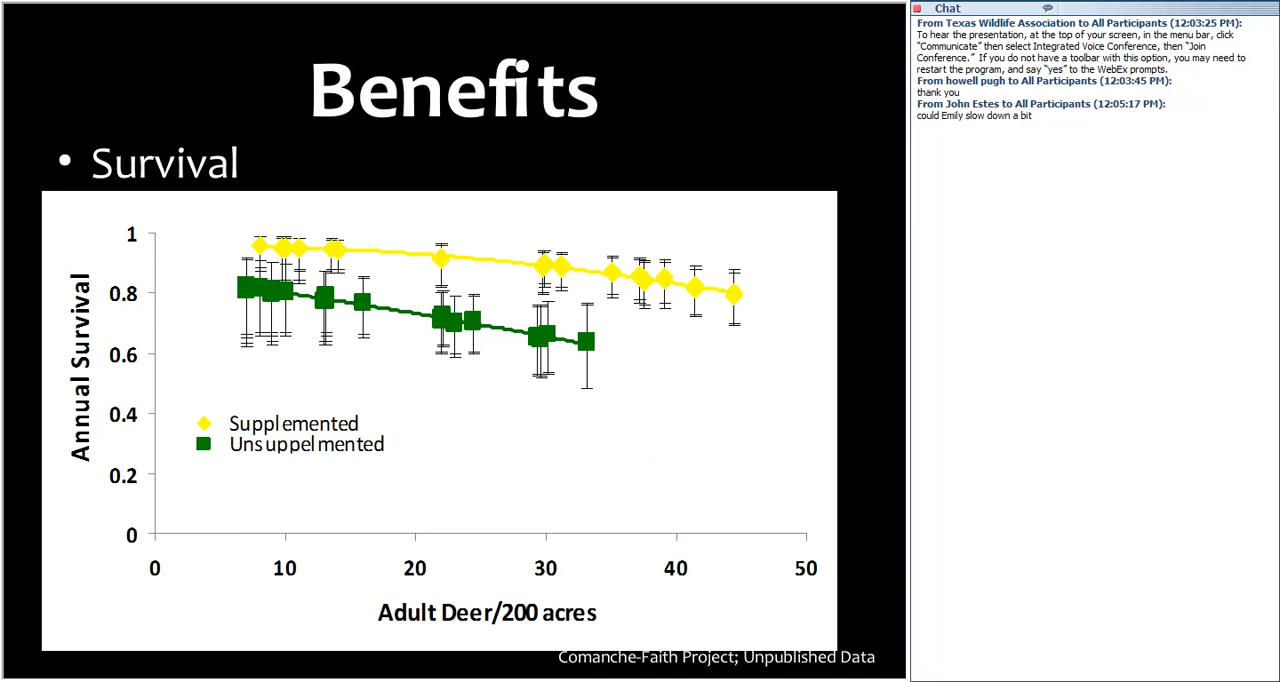 Benefits
• Survival
1
0.8
0.6
0.4
0.2
0
Annual Survival
Supplemented
Unsuppelmented
0
10
20
30
40
50
Adult Deer/200 acres
Comanche-Faith Project; Unpublished Data
Chat
From Texas Wildlife Association to All Participants (12:03:25 PM):
To hear the presentation, at the top of your screen, in the menu bar, click
"Communicate" then select Integrated Voice Conference, then "Join
Conference." If you do not have a toolbar with this option, you may need to
restart the program, and say "yes" to the WebEx prompts.
From howell pugh to All Participants (12:03:45 PM):
thank you
From John Estes to All Participants (12:05:17 PM):
could Emily slow down a bit